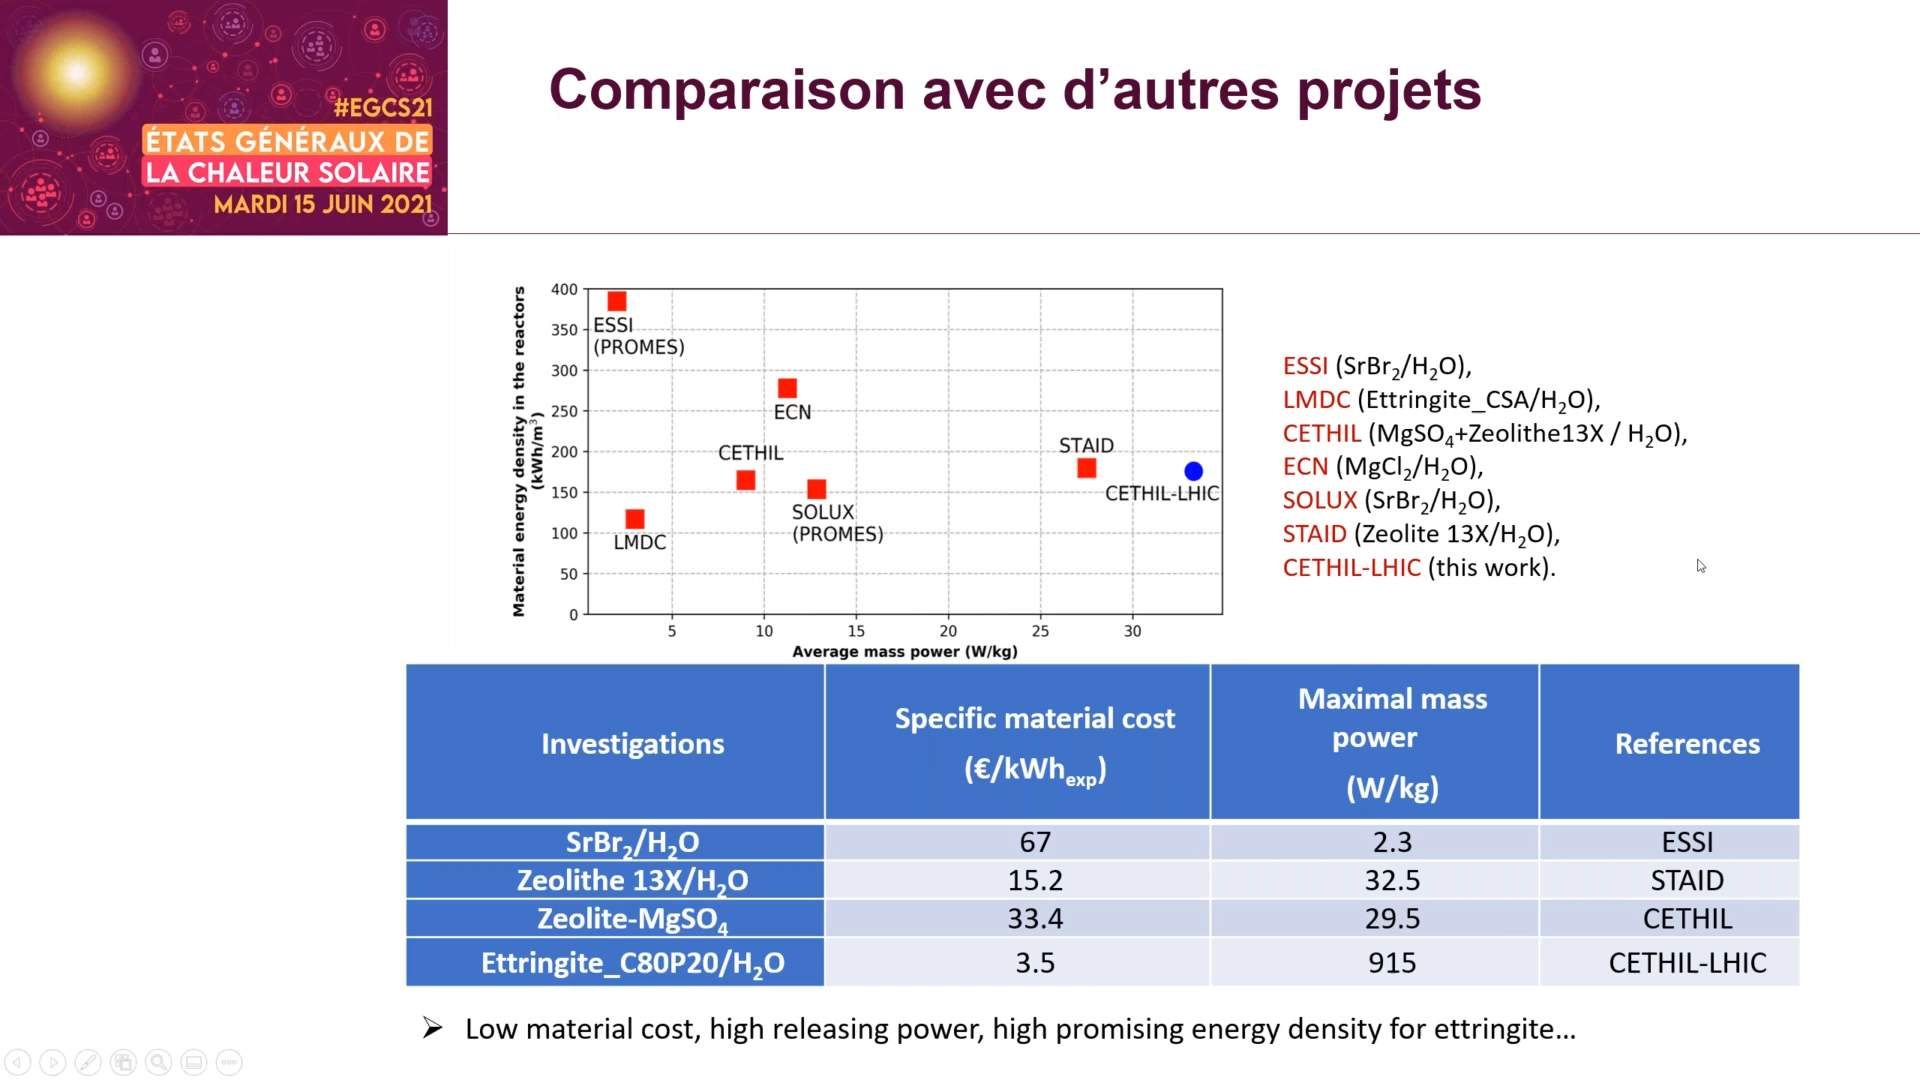 #EGCS21
ÉTATS GÉNÉRAUX DE
LA CHALEUR SOLAIRE
MARDI 15 JUIN 2021
Comparaison avec d’autres projets
Material energy density in the reactors
(kWh/m³)
400
350
300
250
200
150
100
50
0
ESSI
(PROMES)
ECN
CETHIL
STAID
CETHIL-LHIC
SOLUX
(PROMES)
LMDC
5 10 15 20 25 30
Average mass power (W/kg)
ESSI (SrBr₂/H₂O),
LMDC (Ettringite_CSA/H₂O),
CETHIL (MgSO₄+Zeolithe13X / H₂O),
ECN (MgCl₂/H₂O),
SOLUX (SrBr₂/H₂O),
STAID (Zeolite 13X/H₂O),
CETHIL-LHIC (this work).
Investigations
Specific material cost
(€/kWhexp)
Maximal mass
power
(W/kg)
References
SrBr₂/H₂O 67 2.3 ESSI
Zeolithe 13X/H₂O 15.2 32.5 STAID
Zeolite-MgSO₄ 33.4 29.5 CETHIL
Ettringite_C80P20/H₂O 3.5 915 CETHIL-LHIC
➢ Low material cost, high releasing power, high promising energy density for ettringite...